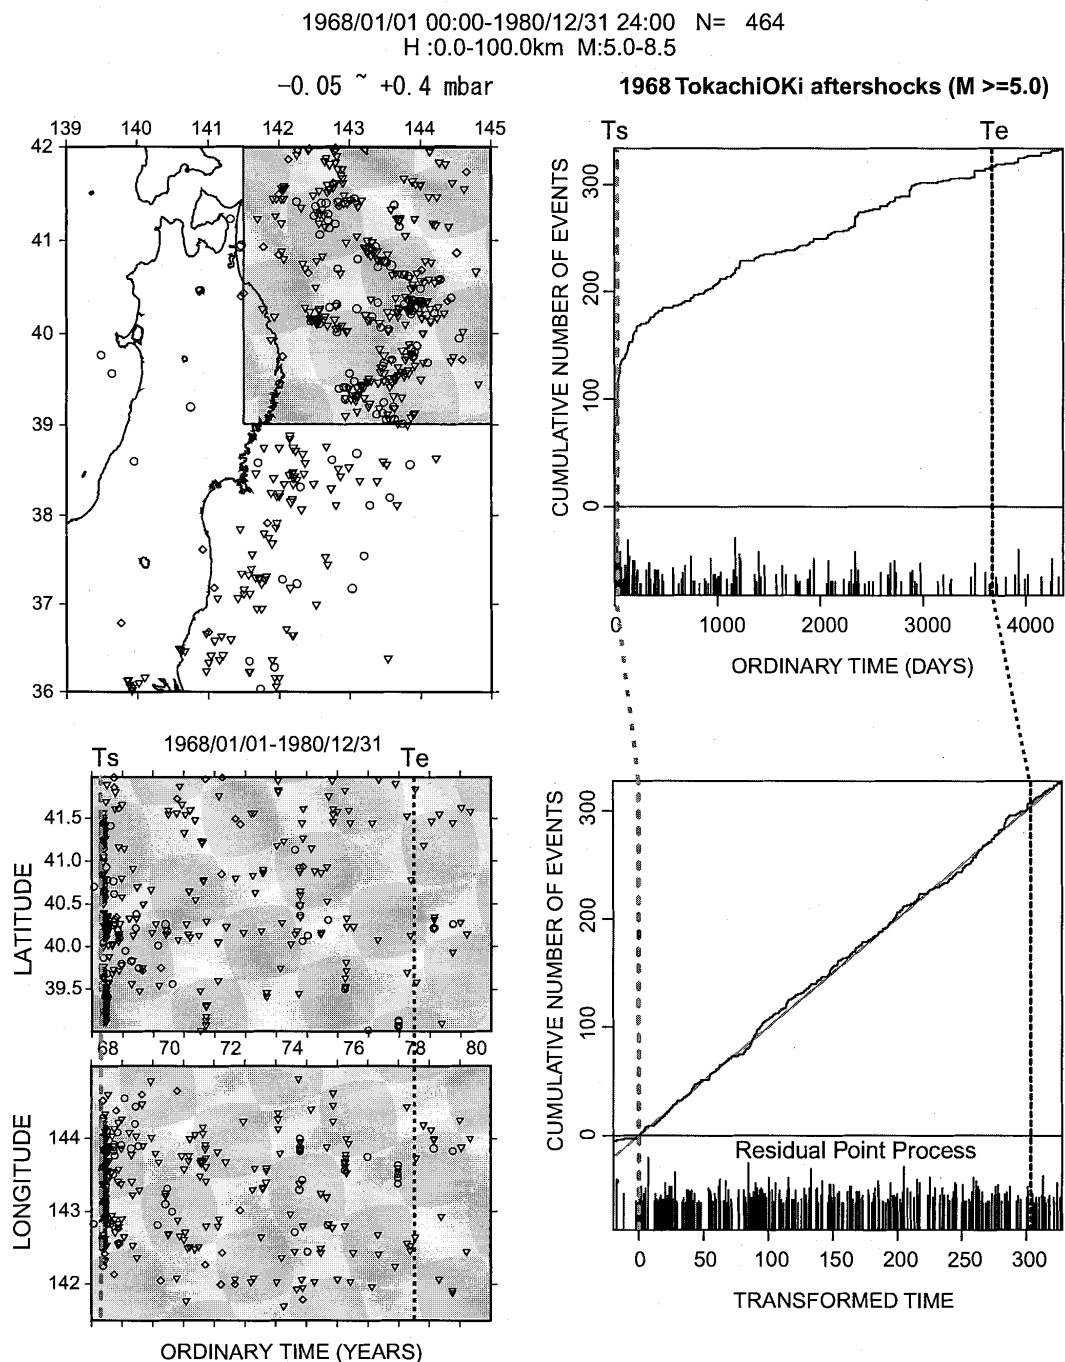 1968/01/01 00:00-1980/12/31 24:00 N= 464
H :0.0-100.0km M:5.0-8.5
-0.05 ~ +0.4 mbar
139 140 141 142 143 144 145
42
41
40
39
38
37
36
1968 TokachiOKi aftershocks (M >=5.0)
Ts Te
CUMULATIVE NUMBER OF EVENTS
300
200
100
0
0 1000 2000 3000 4000
ORDINARY TIME (DAYS)
1968/01/01-1980/12/31
Ts Te
LATITUDE
41.5
41.0
40.5
40.0
39.5
68 70 72 74 76 78 80
LONGITUDE
144
143
142
ORDINARY TIME (YEARS)
CUMULATIVE NUMBER OF EVENTS
300
200
100
0
Residual Point Process
0 50 100 150 200 250 300
TRANSFORMED TIME